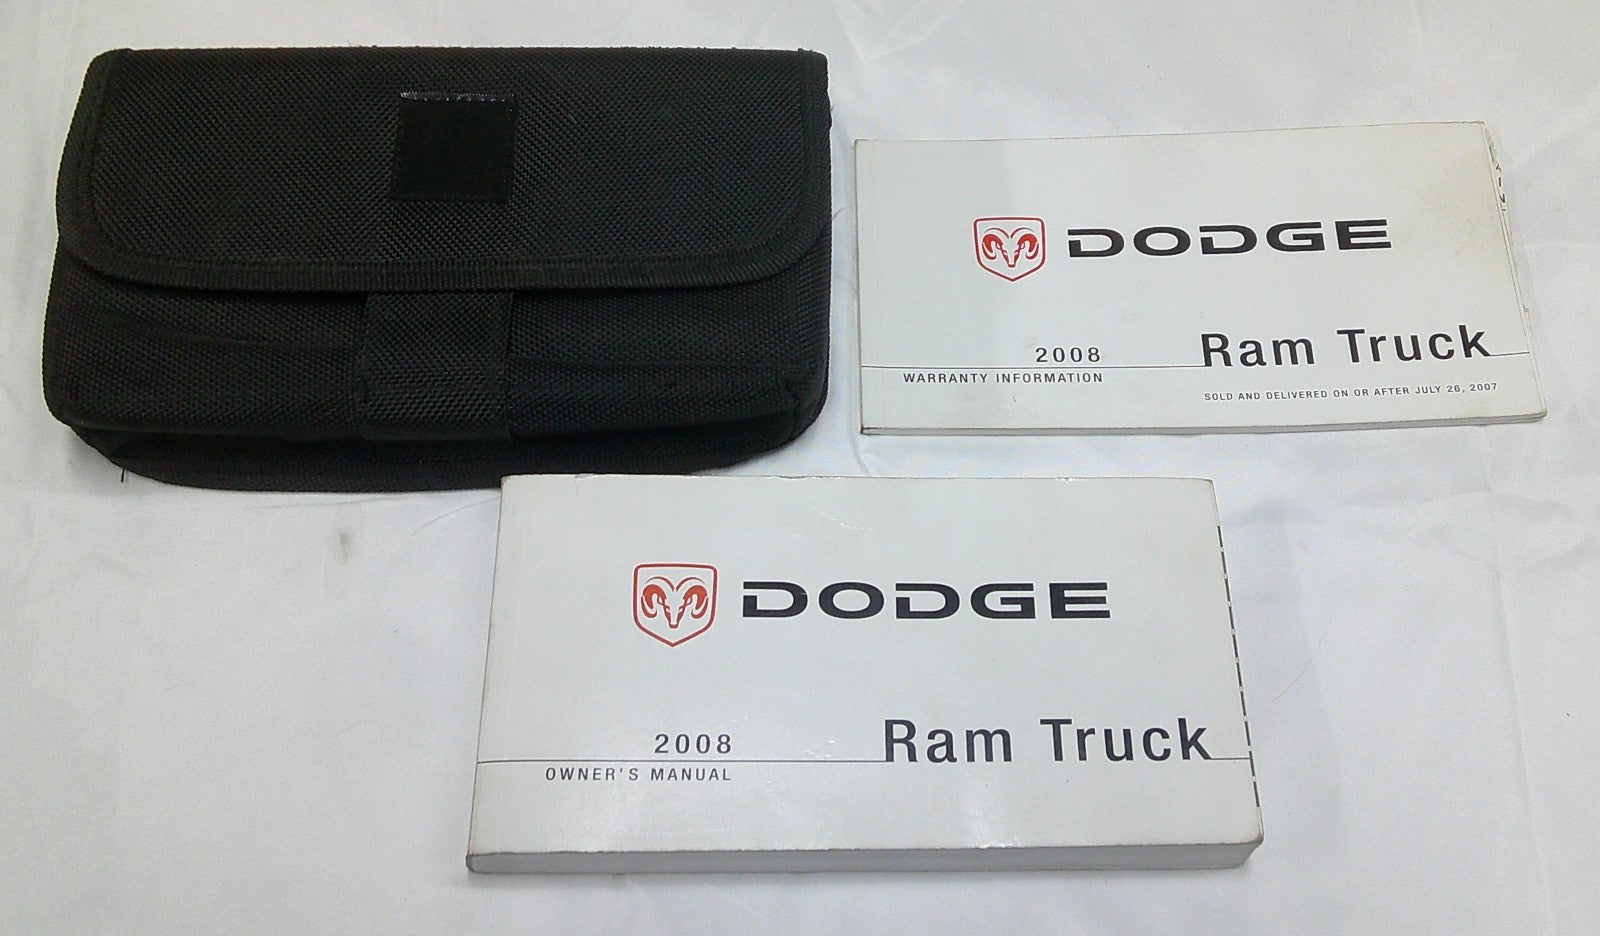 DODGE
Ram Truck
2008
WARRANTY INFORMATION
SOLD AND DELIVERED ON OR AFTER JULY 26, 2007
DODGE
Ram Truck
2008
OWNER'S MANUAL